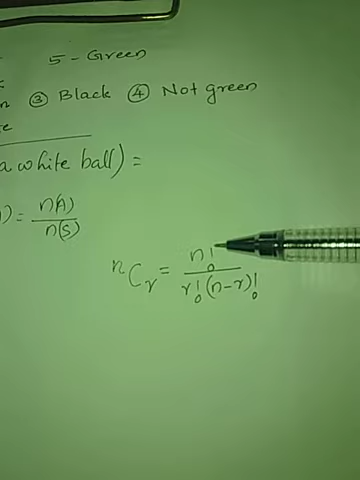 5 - Green
③ Black ④ Not green
a white ball) =
) = n(A)/n(S)
ⁿCᵣ = n!/r!(n-r)!